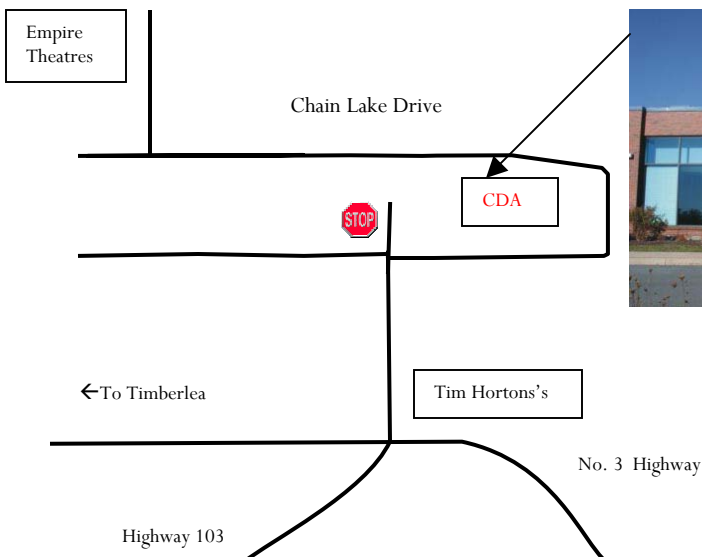 Empire
Theatres
Chain Lake Drive
CDA
STOP
←To Timberlea
Tim Hortons's
No. 3 Highway
Highway 103